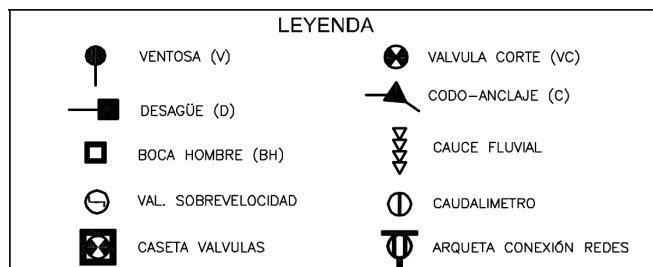 LEYENDA
VENTOSA (V)
VALVULA CORTE (VC)
DESAGÜE (D)
CODO-ANCLAJE (C)
BOCA HOMBRE (BH)
CAUCE FLUVIAL
VAL. SOBREVELOCIDAD
CAUDALIMETRO
CASETA VALVULAS
ARQUETA CONEXIÓN REDES